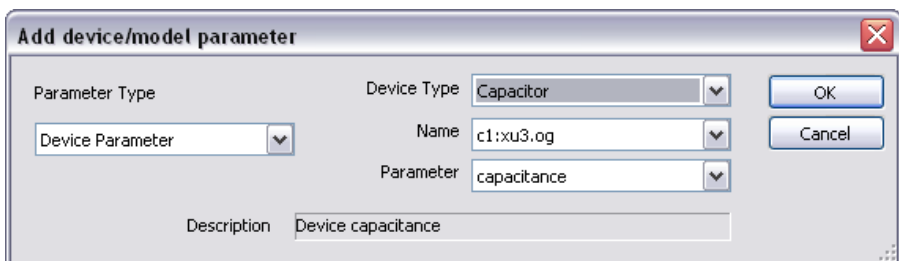 Add device/model parameter
Parameter Type
Device Parameter
Device Type Capacitor
Name c1:xu3.og
Parameter capacitance
OK
Cancel
Description Device capacitance